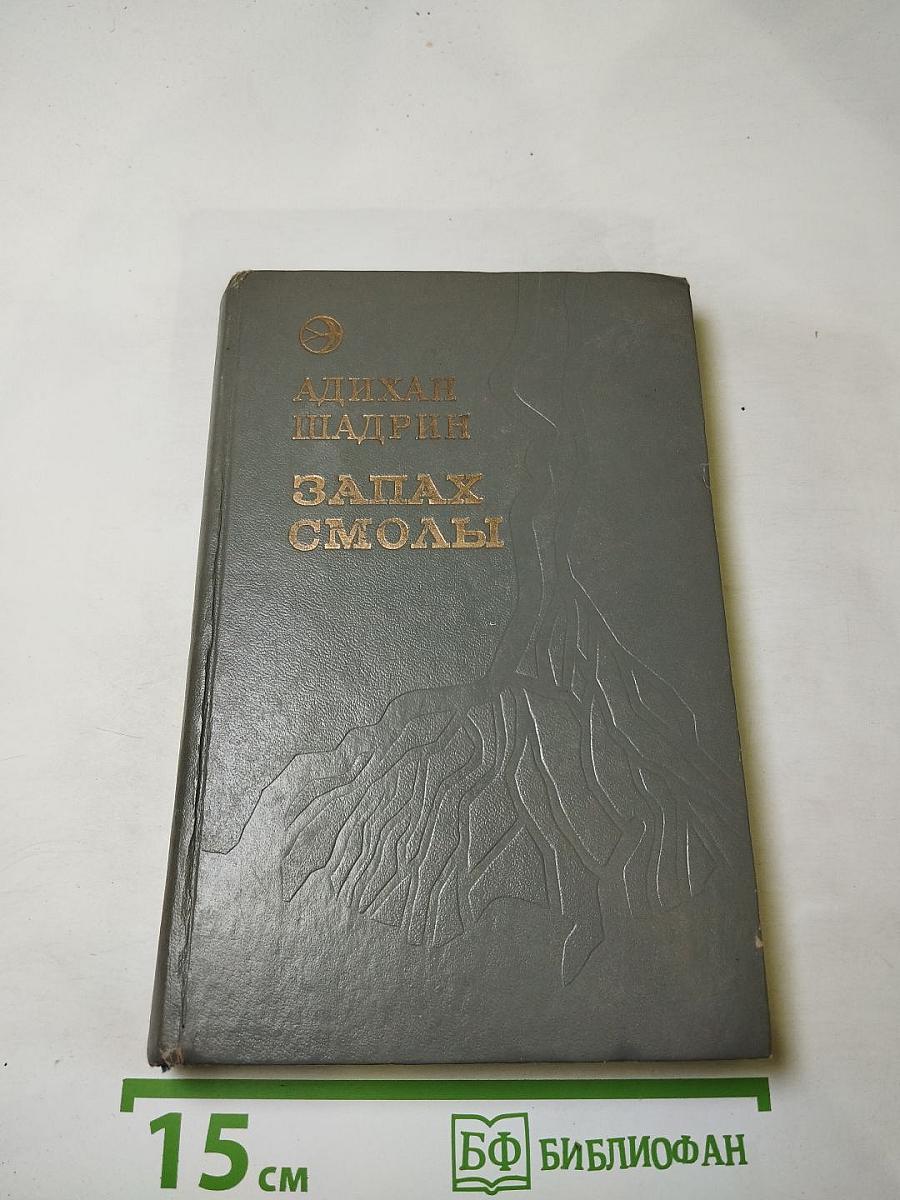 АДИХАН
ШАДРИН
ЗАПАХ
СМОЛЫ
15 см
БФ БИБЛИОФАН